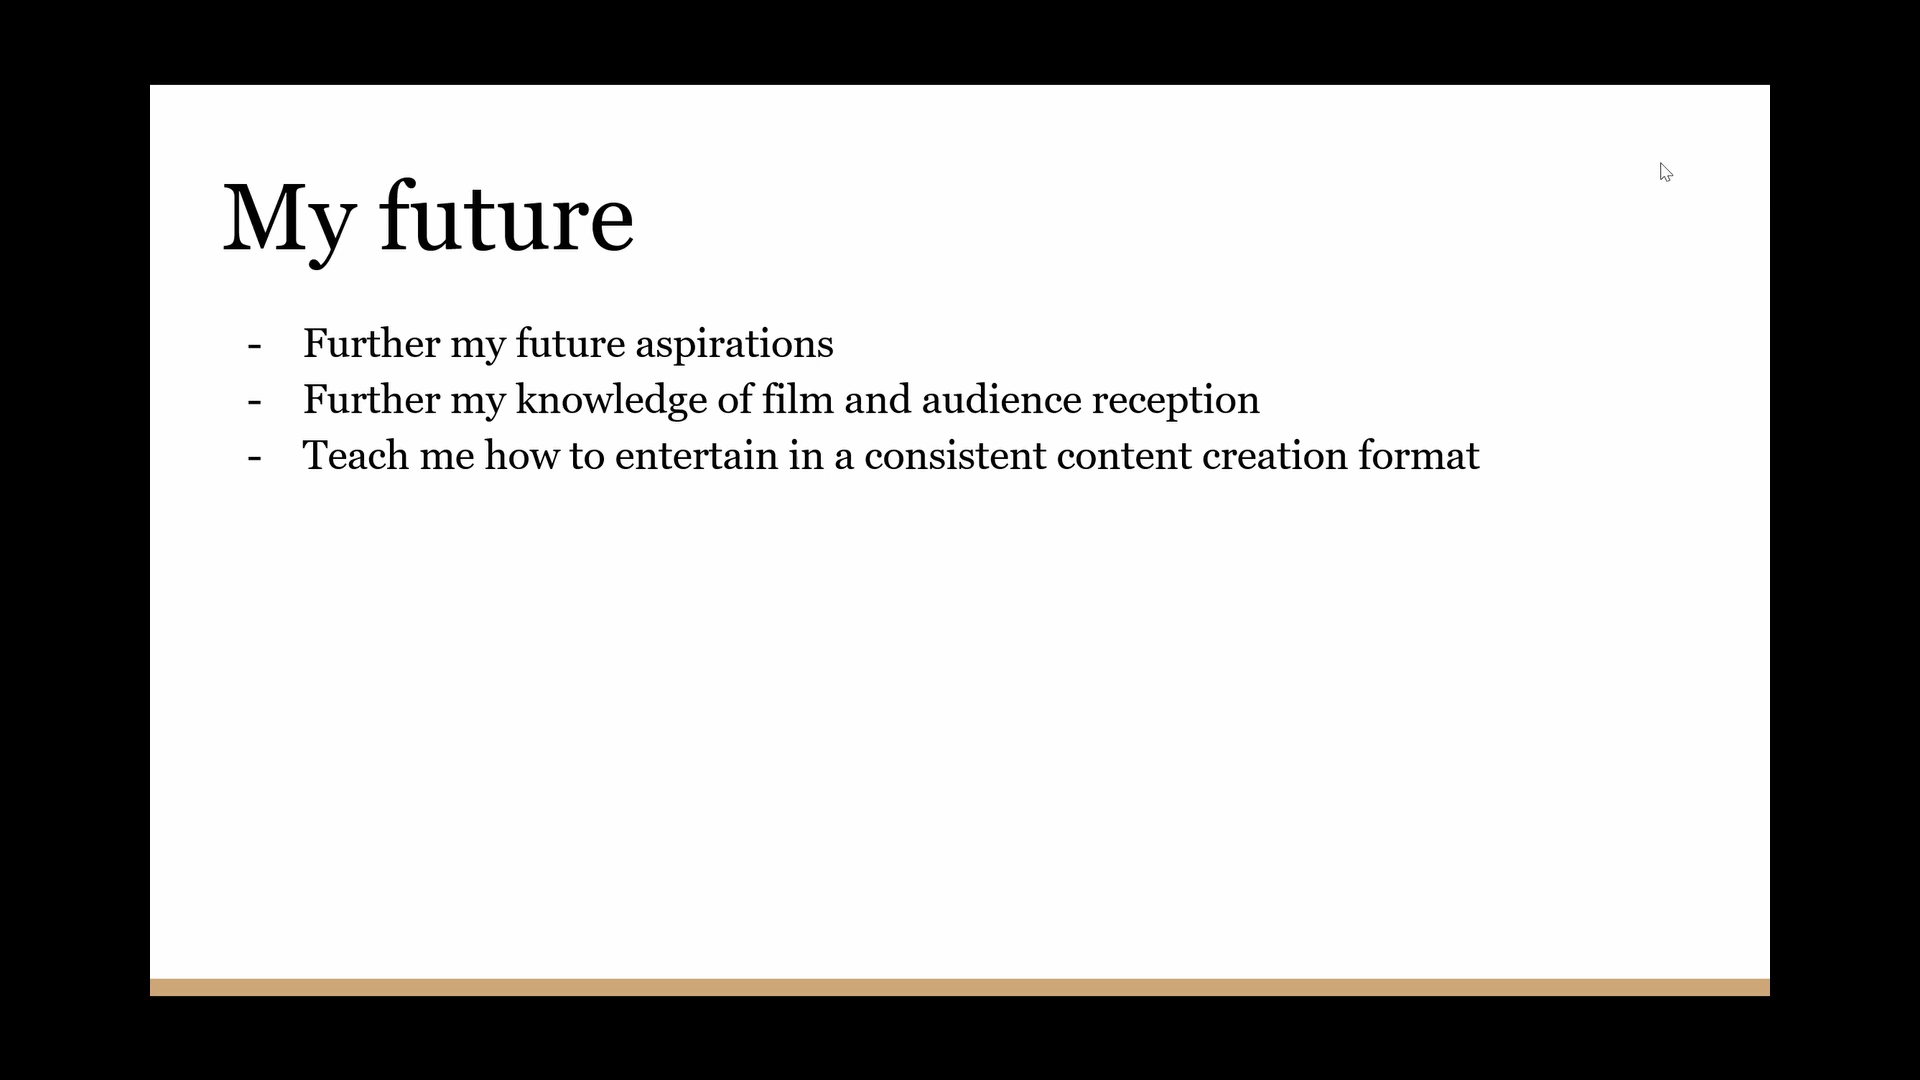 My future
- Further my future aspirations
- Further my knowledge of film and audience reception
- Teach me how to entertain in a consistent content creation format